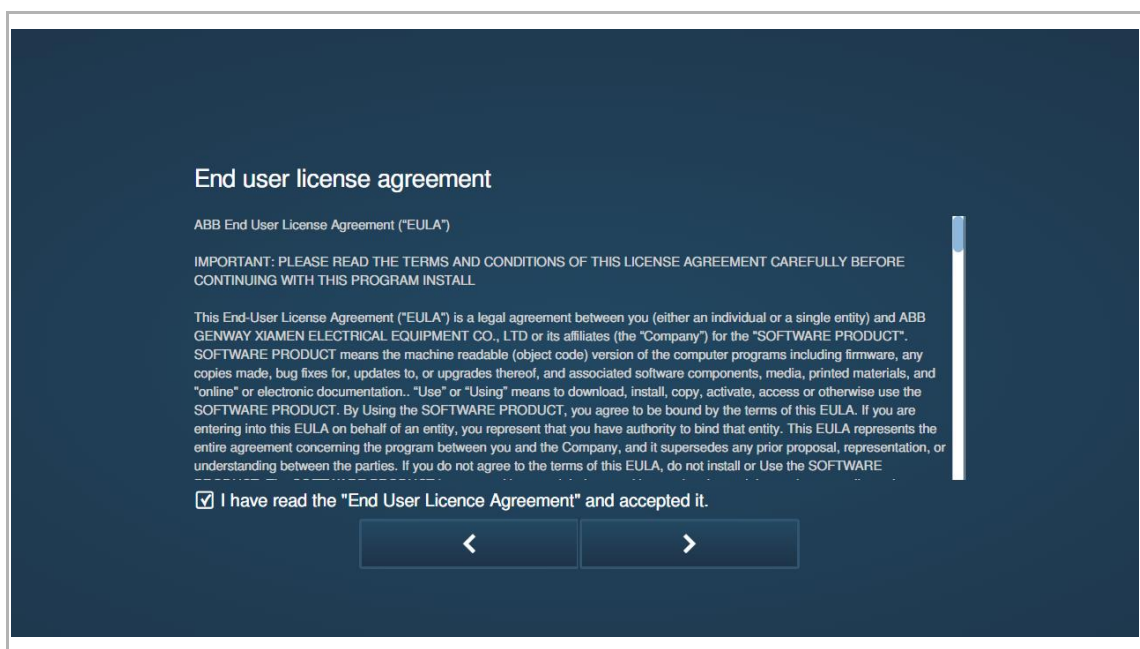 End user license agreement
ABB End User License Agreement ("EULA")
IMPORTANT: PLEASE READ THE TERMS AND CONDITIONS OF THIS LICENSE AGREEMENT CAREFULLY BEFORE
CONTINUING WITH THIS PROGRAM INSTALL
This End-User License Agreement ("EULA") is a legal agreement between you (either an individual or a single entity) and ABB
GENWAY XIAMEN ELECTRICAL EQUIPMENT CO., LTD or its affiliates (the "Company") for the "SOFTWARE PRODUCT".
SOFTWARE PRODUCT means the machine readable (object code) version of the computer programs including firmware, any
copies made, bug fixes for, updates to, or upgrades thereof, and associated software components, media, printed materials, and
"online" or electronic documentation.. "Use" or "Using" means to download, install, copy, activate, access or otherwise use the
SOFTWARE PRODUCT. By Using the SOFTWARE PRODUCT, you agree to be bound by the terms of this EULA. If you are
entering into this EULA on behalf of an entity, you represent that you have authority to bind that entity. This EULA represents the
entire agreement concerning the program between you and the Company, and it supersedes any prior proposal, representation, or
understanding between the parties. If you do not agree to the terms of this EULA, do not install or Use the SOFTWARE
I have read the "End User Licence Agreement" and accepted it.